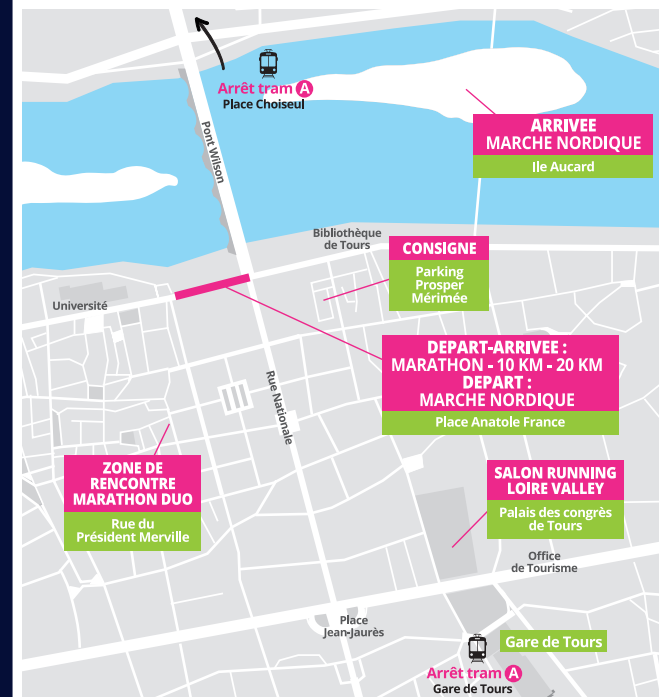 Arrêt tram A
Place Choiseul
Pont Wilson
ARRIVEE
MARCHE NORDIQUE
Ile Aucard
Bibliothèque
de Tours
CONSIGNE
Parking
Prosper
Mérimée
Université
DEPART-ARRIVEE :
MARATHON - 10 KM - 20 KM
DEPART :
MARCHE NORDIQUE
Place Anatole France
Rue Nationale
ZONE DE
RENCONTRE
MARATHON DUO
Rue du
Président Merville
SALON RUNNING
LOIRE VALLEY
Palais des congrès
de Tours
Office
de Tourisme
Place
Jean-Jaurès
Gare de Tours
Arrêt tram A
Gare de Tours